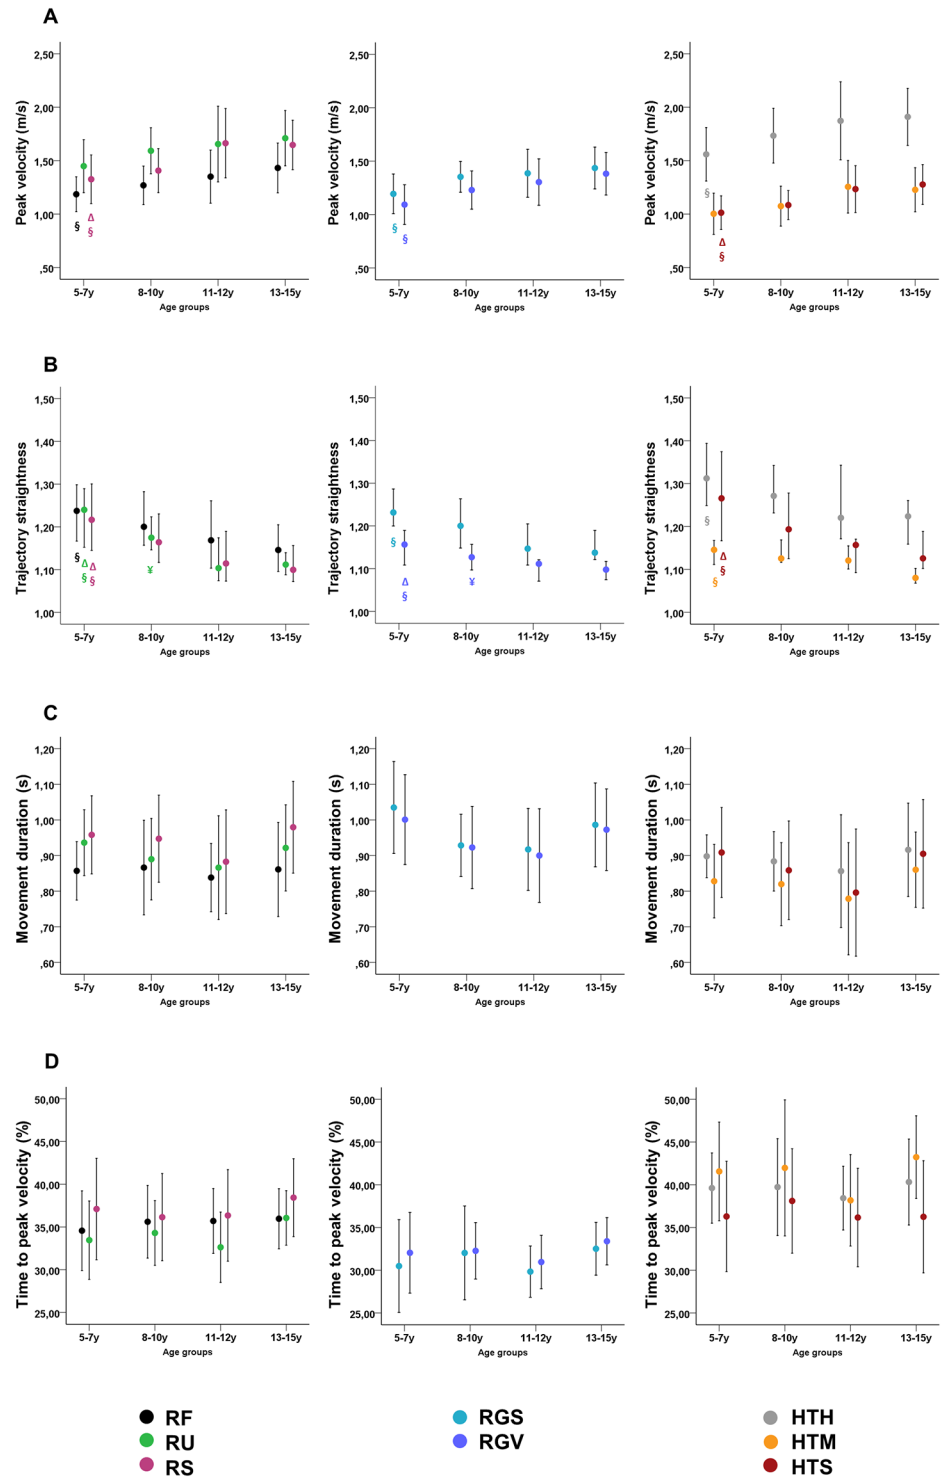 A
Peak velocity (m/s)
2,50
2,00
1,50
1,00
,50
Δ
§
§
5-7y 8-10y 11-12y 13-15y
Age groups
Peak velocity (m/s)
2,50
2,00
1,50
1,00
,50
§
§
5-7y 8-10y 11-12y 13-15y
Age groups
Peak velocity (m/s)
2,50
2,00
1,50
1,00
,50
§
Δ
§
5-7y 8-10y 11-12y 13-15y
Age groups
B
Trajectory straightness
1,50
1,40
1,30
1,20
1,10
1,00
§ Δ Δ
§ §
¥
5-7y 8-10y 11-12y 13-15y
Age groups
Trajectory straightness
1,50
1,40
1,30
1,20
1,10
1,00
§
Δ
§
¥
5-7y 8-10y 11-12y 13-15y
Age groups
Trajectory straightness
1,50
1,40
1,30
1,20
1,10
1,00
§
Δ
§
§
5-7y 8-10y 11-12y 13-15y
Age groups
C
Movement duration (s)
1,20
1,10
1,00
,90
,80
,70
,60
5-7y 8-10y 11-12y 13-15y
Age groups
Movement duration (s)
1,20
1,10
1,00
,90
,80
,70
,60
5-7y 8-10y 11-12y 13-15y
Age groups
Movement duration (s)
1,20
1,10
1,00
,90
,80
,70
,60
5-7y 8-10y 11-12y 13-15y
Age groups
D
Time to peak velocity (%)
50,00
45,00
40,00
35,00
30,00
25,00
5-7y 8-10y 11-12y 13-15y
Age groups
Time to peak velocity (%)
50,00
45,00
40,00
35,00
30,00
25,00
5-7y 8-10y 11-12y 13-15y
Age groups
Time to peak velocity (%)
50,00
45,00
40,00
35,00
30,00
25,00
5-7y 8-10y 11-12y 13-15y
Age groups
RF
RU
RS
RGS
RGV
HTH
HTM
HTS